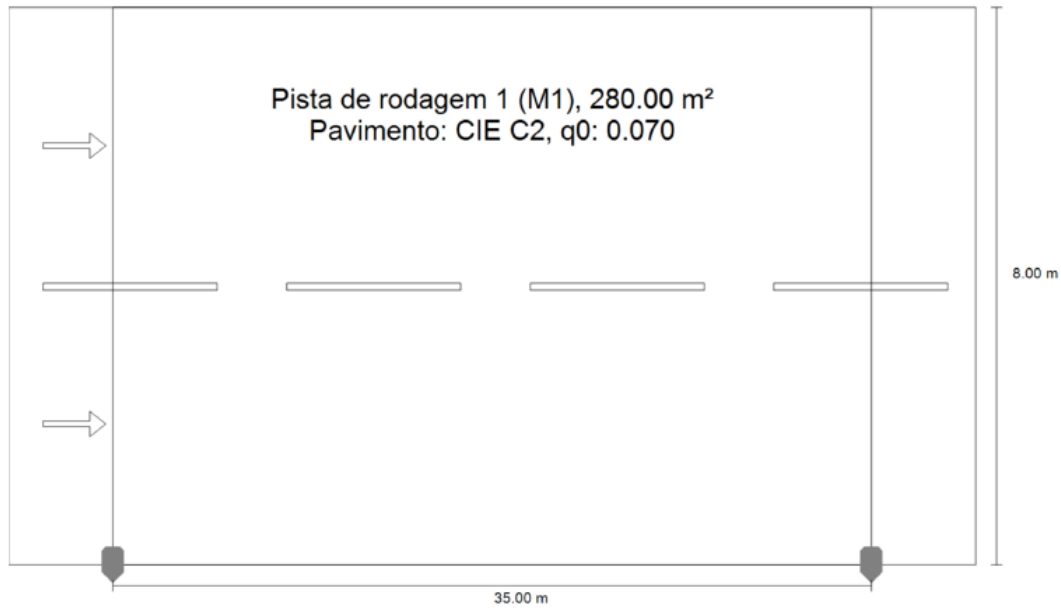 Pista de rodagem 1 (M1), 280.00 m²
Pavimento: CIE C2, q0: 0.070
8.00 m
35.00 m